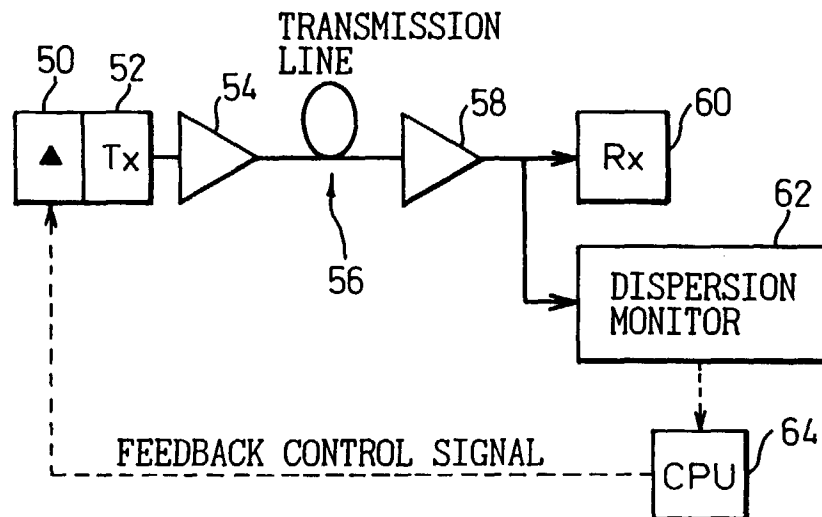 TRANSMISSION
LINE
50
52
54
58
60
Tx
Rx
56
62
DISPERSION
MONITOR
64
FEEDBACK CONTROL SIGNAL
CPU